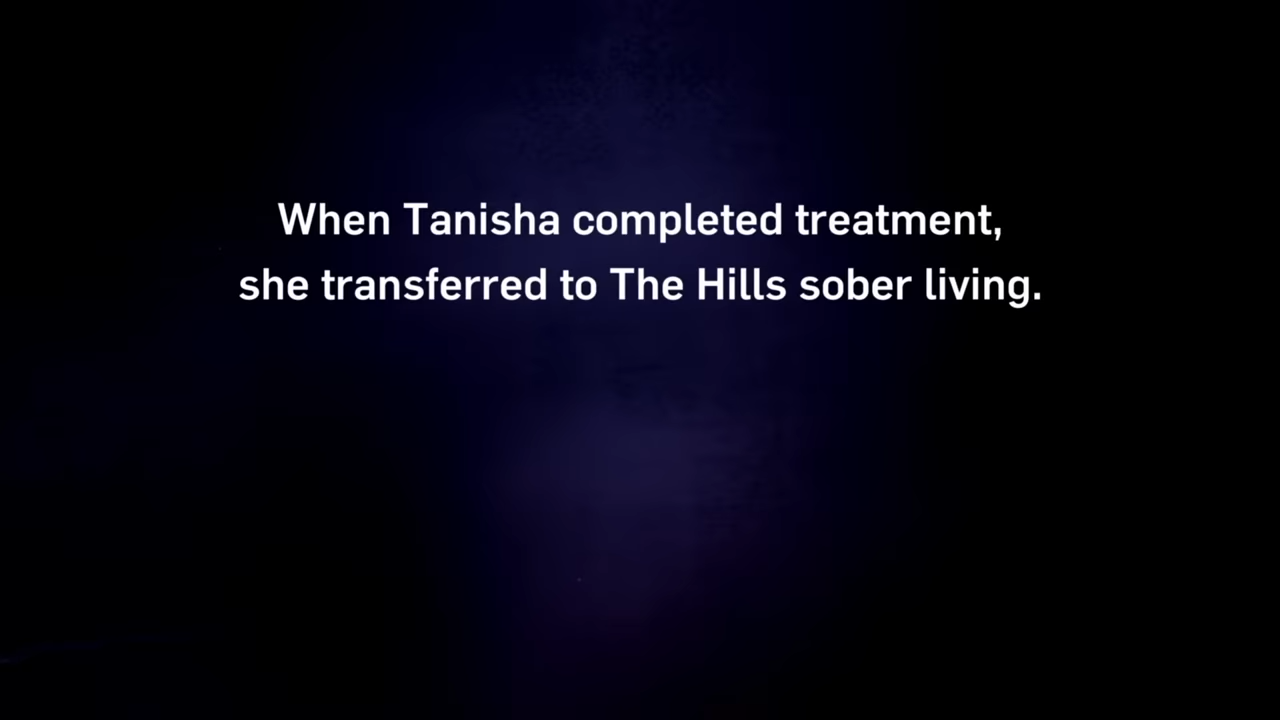 When Tanisha completed treatment,
she transferred to The Hills sober living.